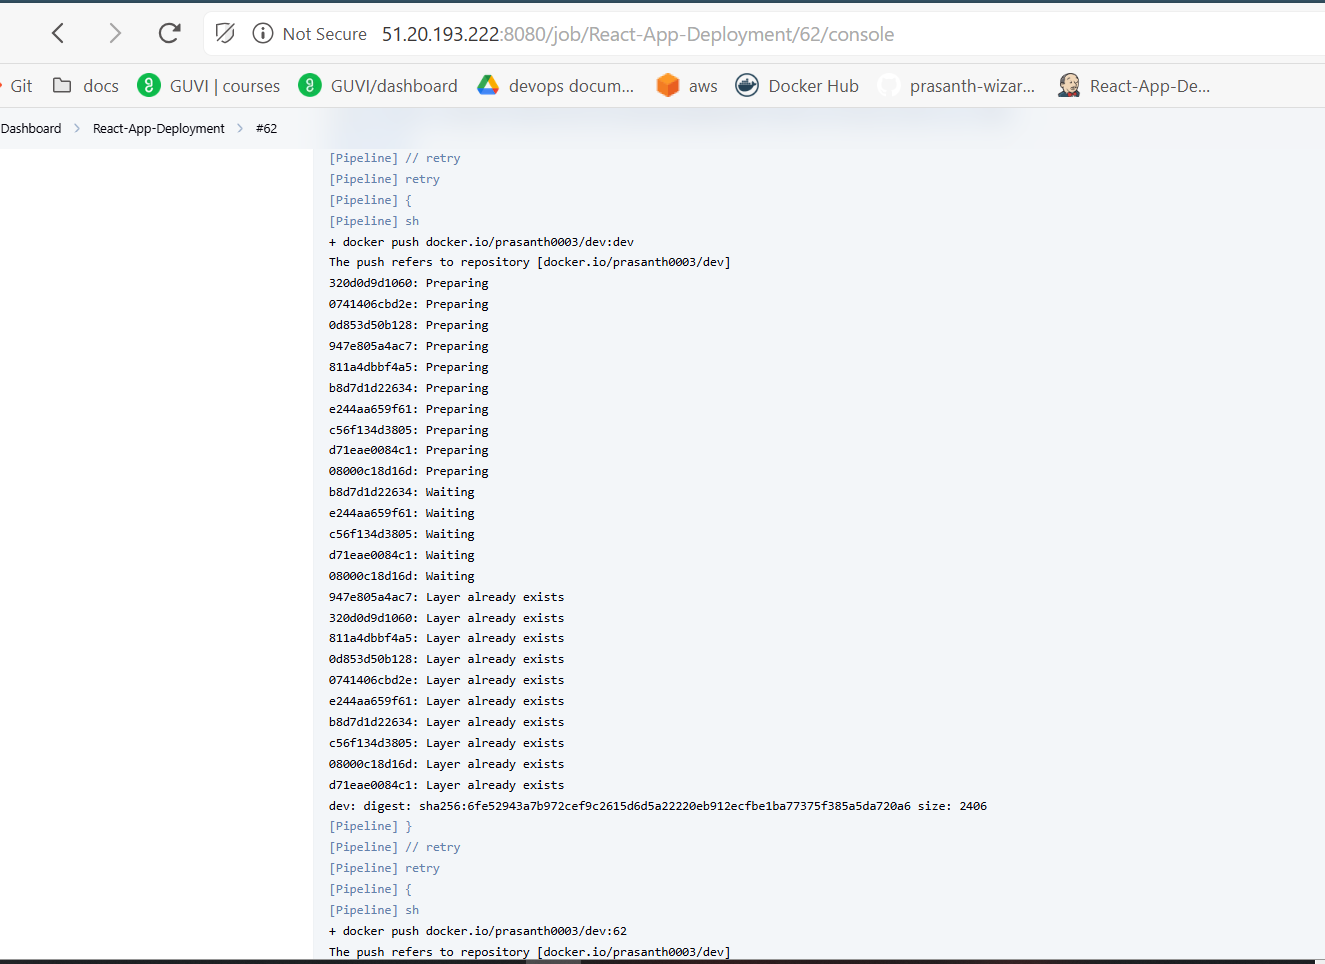 Not Secure 51.20.193.222:8080/job/React-App-Deployment/62/console
Git docs GUVI | courses GUVI/dashboard devops docum... aws Docker Hub prasanth-wizar... React-App-De...
Dashboard React-App-Deployment #62
[Pipeline] // retry
[Pipeline] retry
[Pipeline] {
[Pipeline] sh
+ docker push docker.io/prasanth0003/dev:dev
The push refers to repository [docker.io/prasanth0003/dev]
320d0d9d1060: Preparing
0741406cbd2e: Preparing
0d853d50b128: Preparing
947e805a4ac7: Preparing
811a4dbbf4a5: Preparing
b8d7d1d22634: Preparing
e244aa659f61: Preparing
c56f134d3805: Preparing
d71eae0084c1: Preparing
08000c18d16d: Preparing
b8d7d1d22634: Waiting
e244aa659f61: Waiting
c56f134d3805: Waiting
d71eae0084c1: Waiting
08000c18d16d: Waiting
947e805a4ac7: Layer already exists
320d0d9d1060: Layer already exists
811a4dbbf4a5: Layer already exists
0d853d50b128: Layer already exists
0741406cbd2e: Layer already exists
e244aa659f61: Layer already exists
b8d7d1d22634: Layer already exists
c56f134d3805: Layer already exists
08000c18d16d: Layer already exists
d71eae0084c1: Layer already exists
dev: digest: sha256:6fe52943a7b972cef9c2615d6d5a22220eb912ecfbe1ba77375f385a5da720a6 size: 2406
[Pipeline] }
[Pipeline] // retry
[Pipeline] retry
[Pipeline] {
[Pipeline] sh
+ docker push docker.io/prasanth0003/dev:62
The push refers to repository [docker.io/prasanth0003/dev]